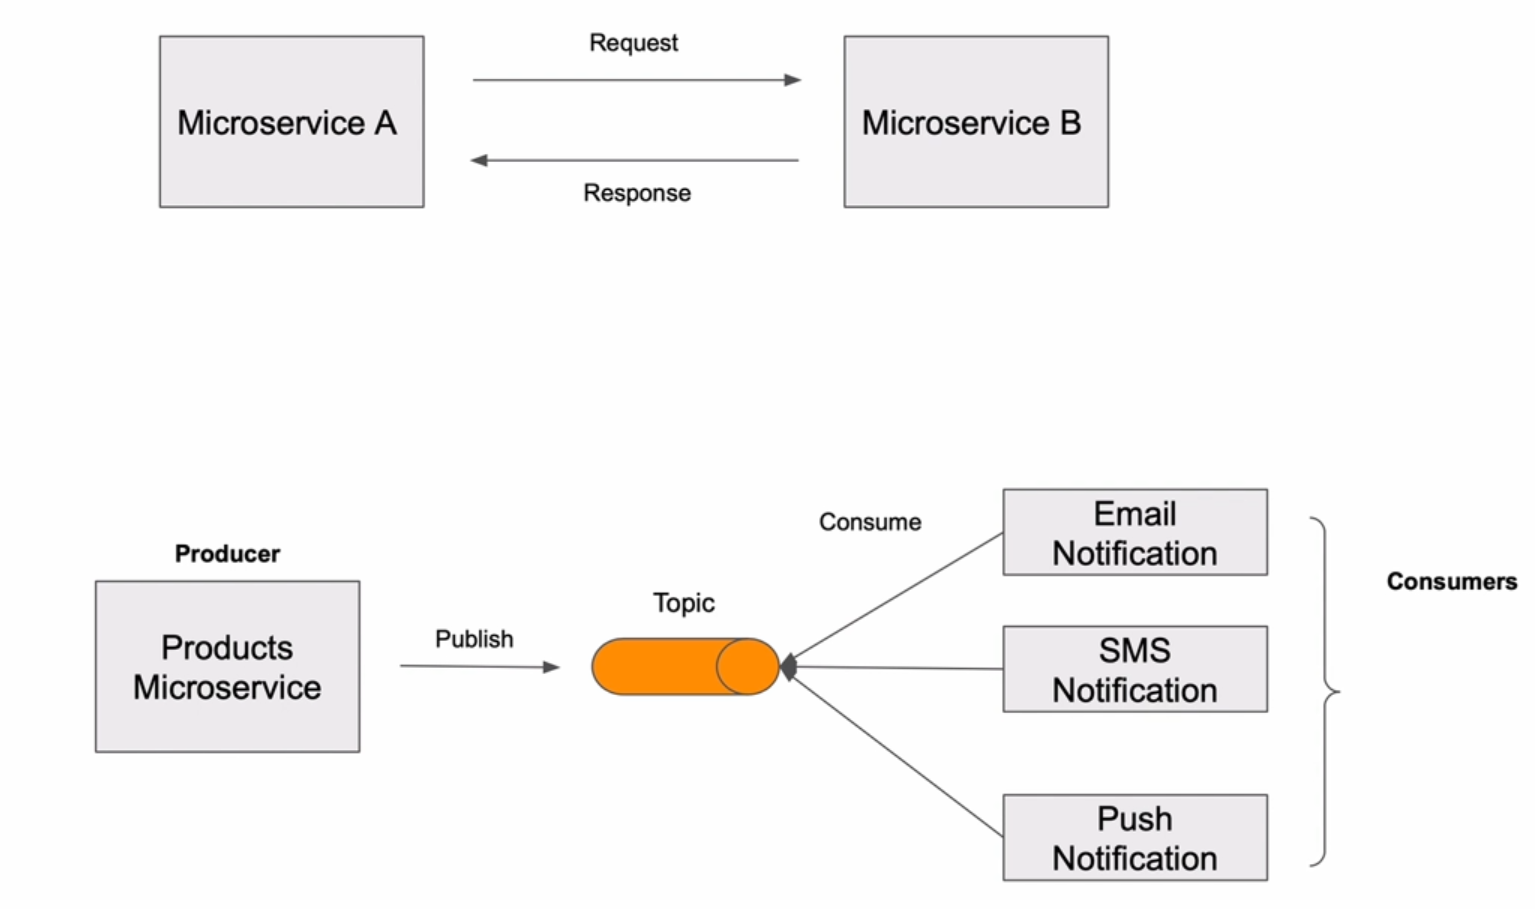 Request
Microservice A
Microservice B
Response
Producer
Products
Microservice
Publish
Topic
Consume
Email
Notification
SMS
Notification
Push
Notification
Consumers